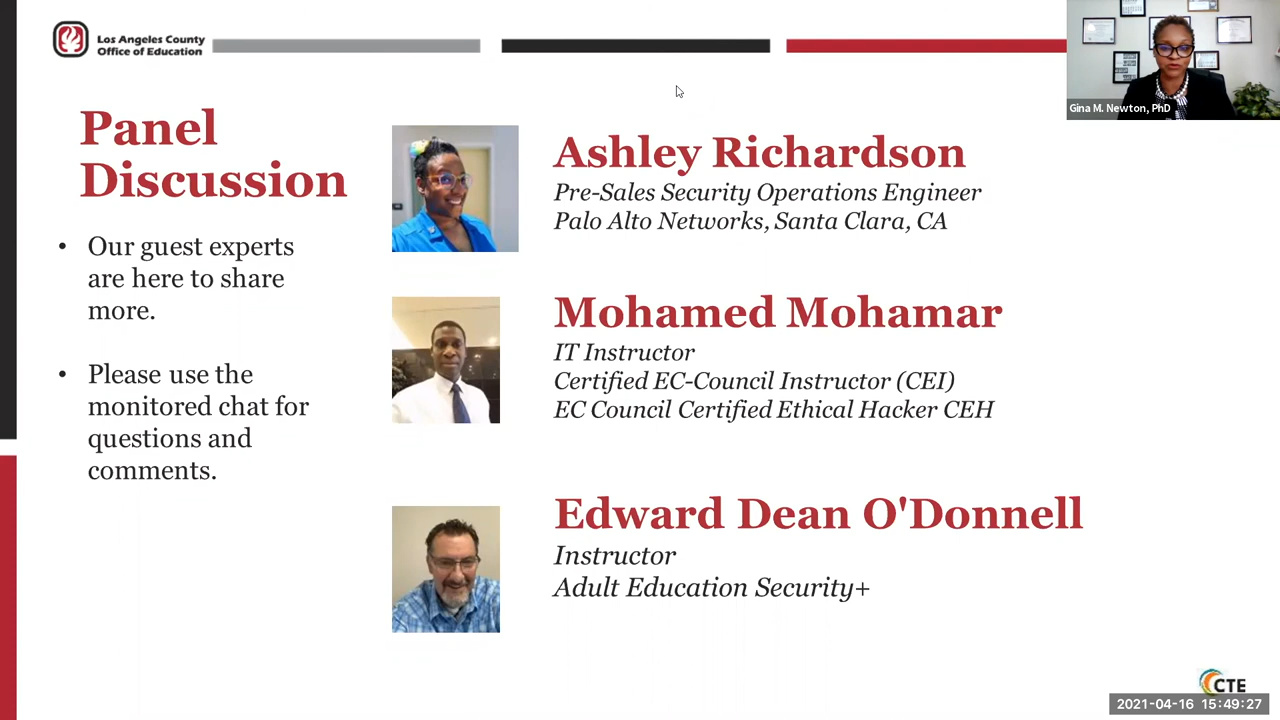 Los Angeles County
Office of Education
Gina M. Newton, PhD
Panel
Discussion
• Our guest experts
are here to share
more.
• Please use the
monitored chat for
questions and
comments.
Ashley Richardson
Pre-Sales Security Operations Engineer
Palo Alto Networks, Santa Clara, CA
Mohamed Mohamar
IT Instructor
Certified EC-Council Instructor (CEI)
EC Council Certified Ethical Hacker CEH
Edward Dean O'Donnell
Instructor
Adult Education Security+
CTE
2021-04-16 15:49:27